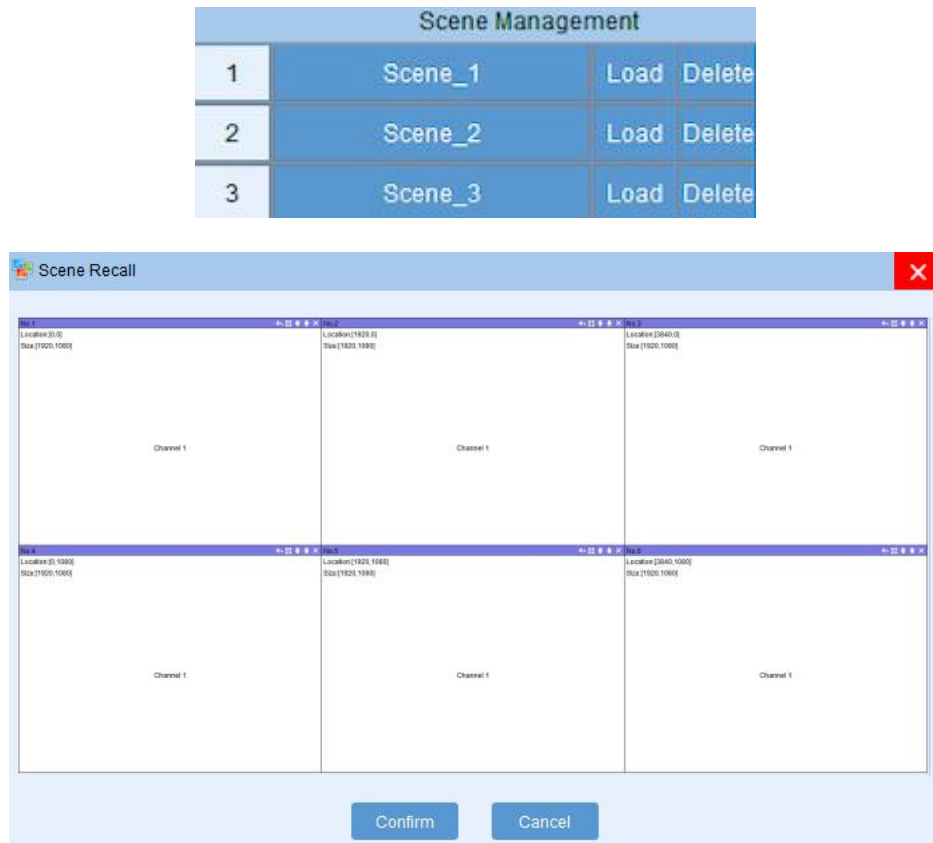 Scene Management
1 Scene_1 Load Delete
2 Scene_2 Load Delete
3 Scene_3 Load Delete
Scene Recall
No.1 No.2 No.3
Location:[0,0] Location:[1920,0] Location:[3840,0]
Size:[1920,1080] Size:[1920,1080] Size:[1920,1080]
Channel 1 Channel 1 Channel 1
No.4 No.5 No.6
Location:[0,1080] Location:[1920,1080] Location:[3840,1080]
Size:[1920,1080] Size:[1920,1080] Size:[1920,1080]
Channel 1 Channel 1 Channel 1
Confirm Cancel